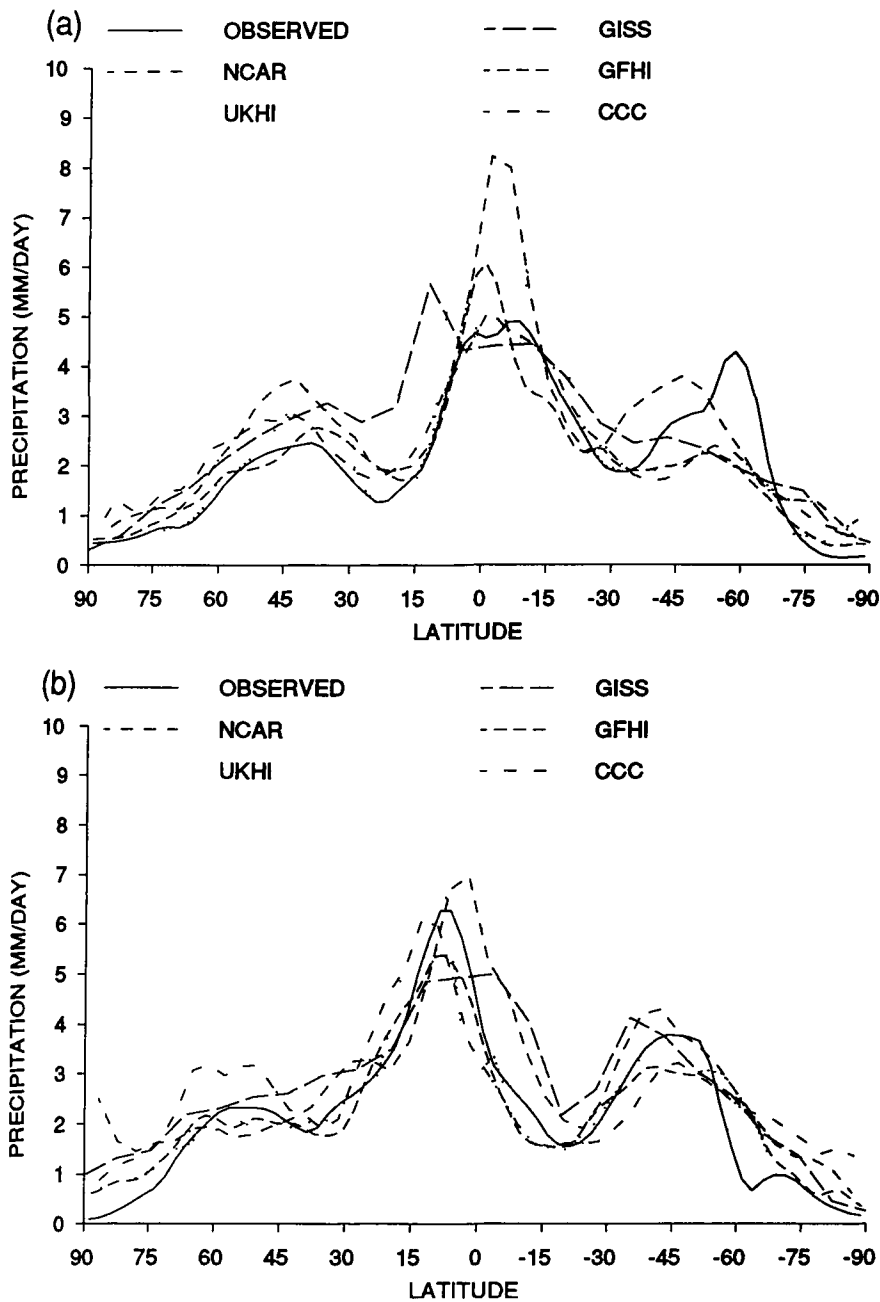 (a)
OBSERVED GISS
NCAR GFHI
UKHI CCC
10
9
8
7
6
5
4
3
2
1
0
PRECIPITATION (MM/DAY)
90 75 60 45 30 15 0 -15 -30 -45 -60 -75 -90
LATITUDE
(b)
OBSERVED GISS
NCAR GFHI
UKHI CCC
10
9
8
7
6
5
4
3
2
1
0
PRECIPITATION (MM/DAY)
90 75 60 45 30 15 0 -15 -30 -45 -60 -75 -90
LATITUDE